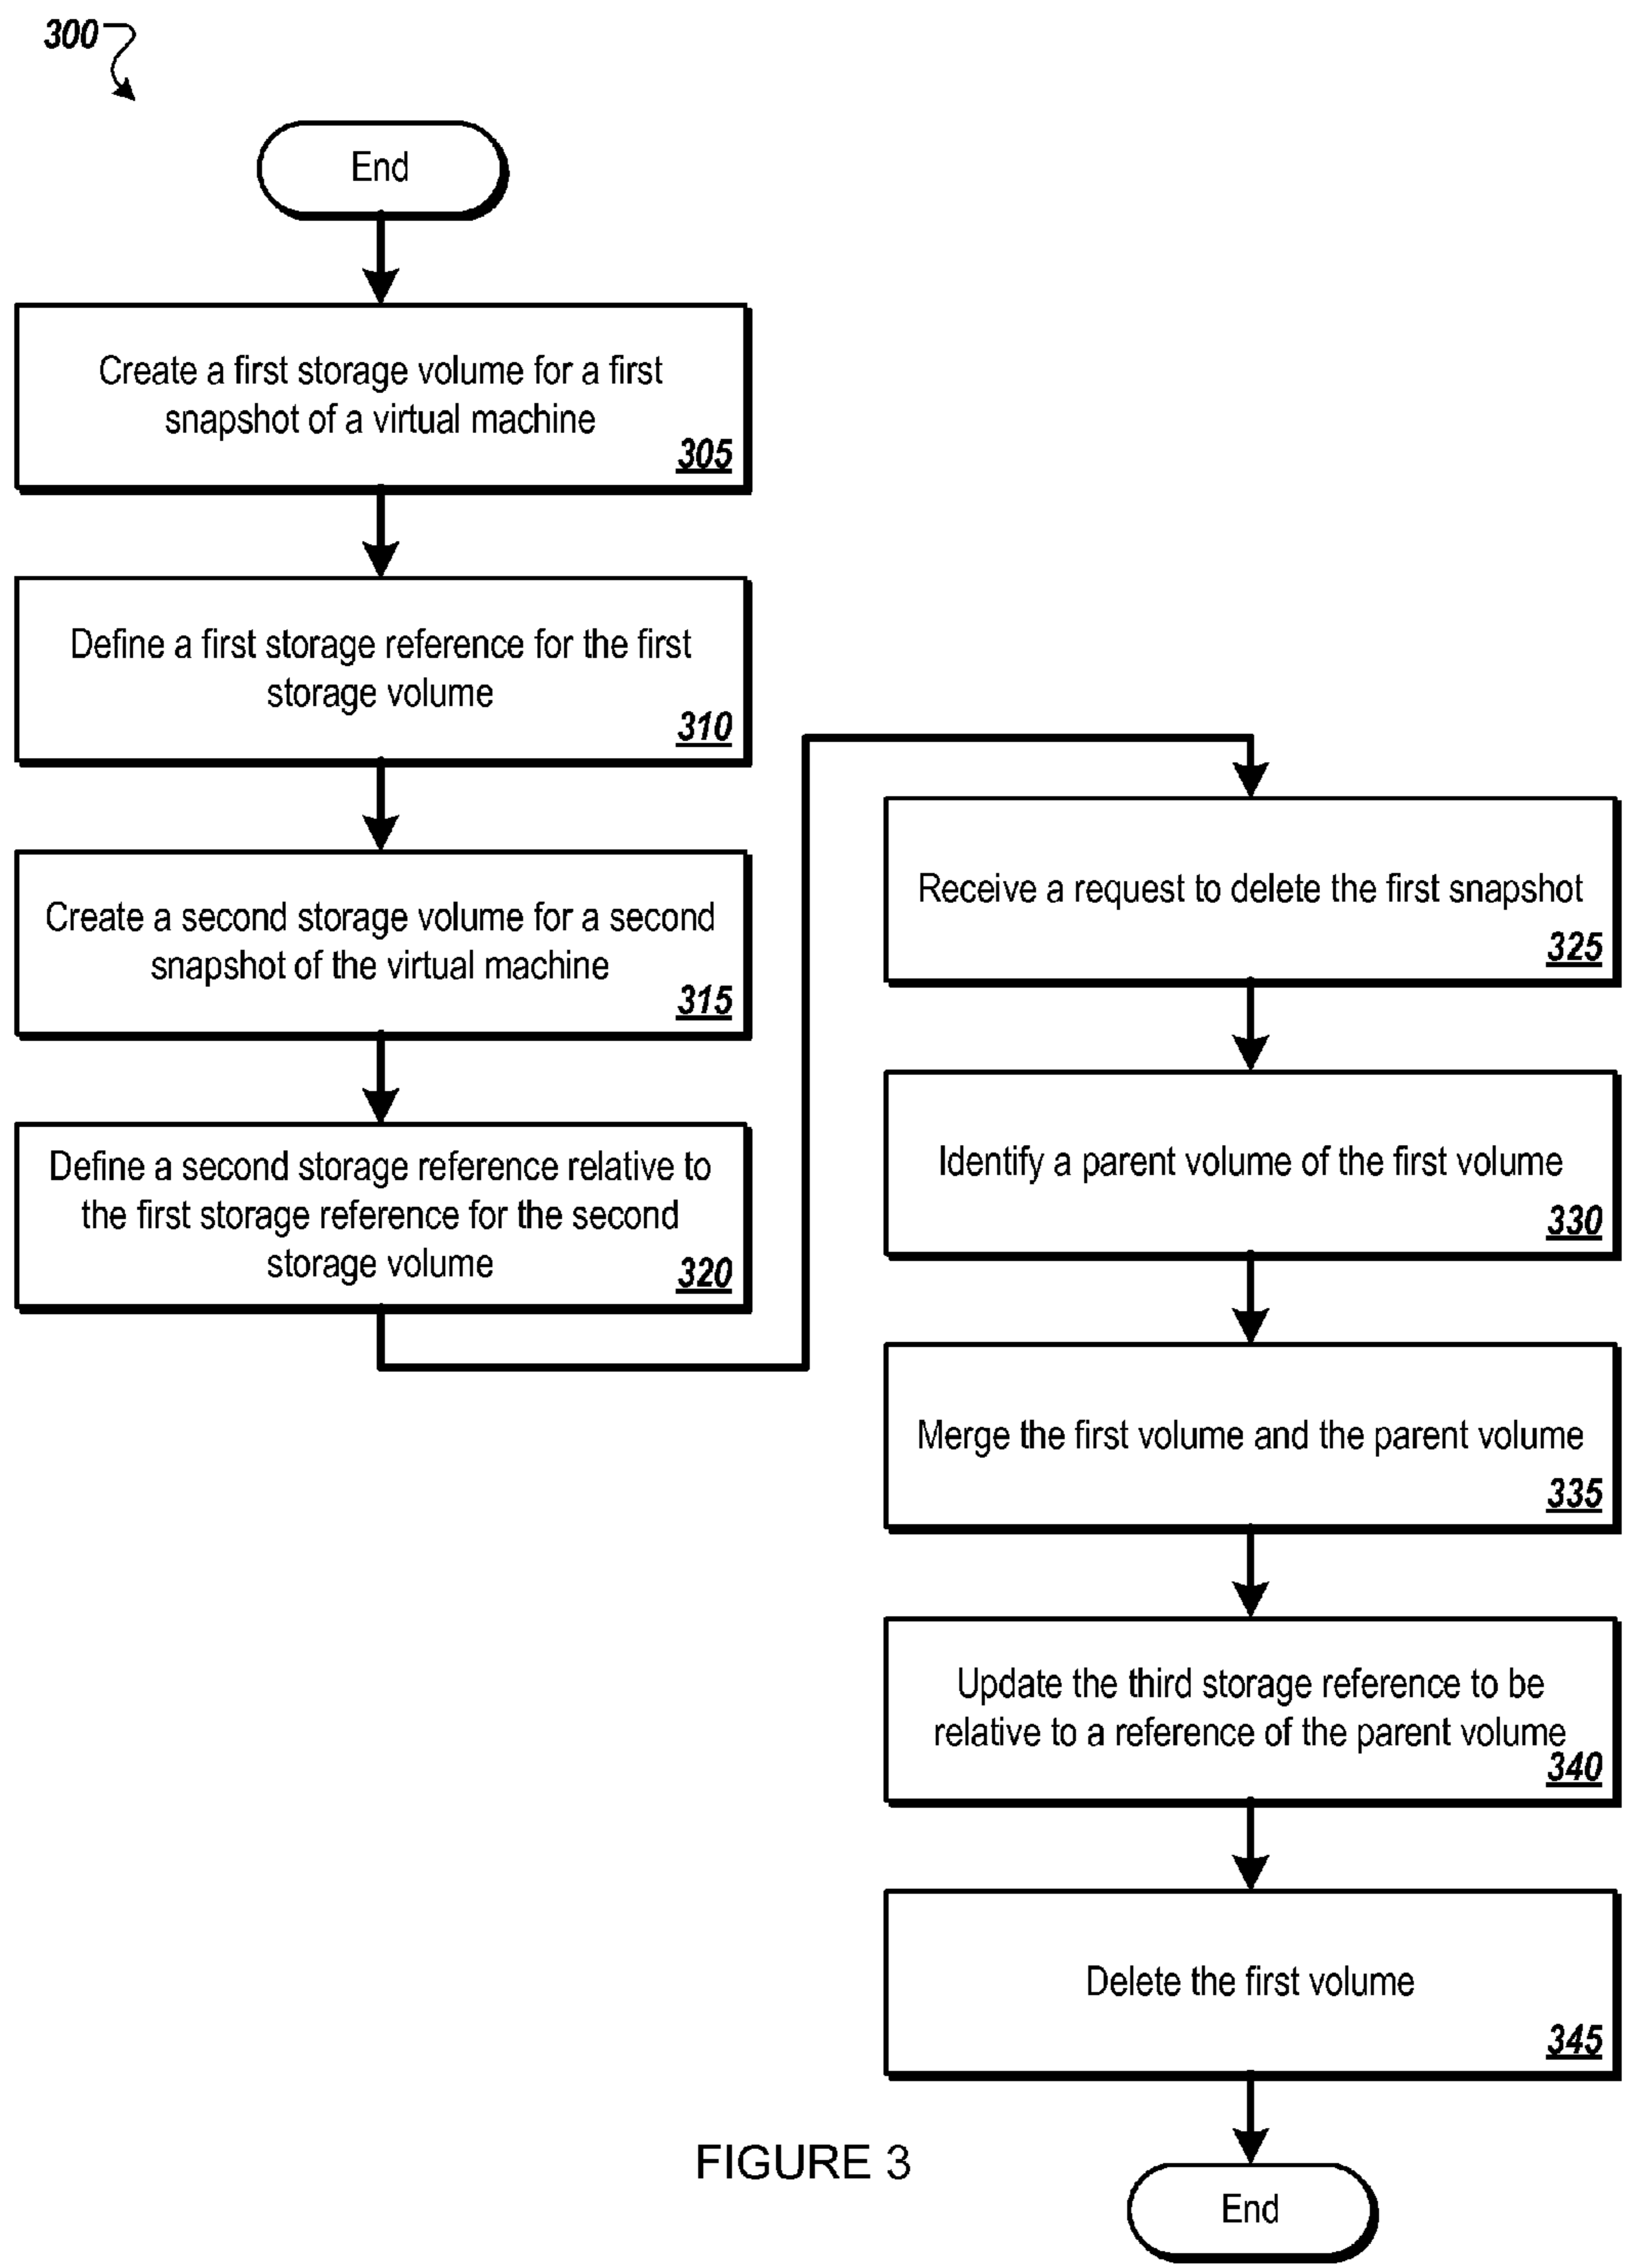 300
End
Create a first storage volume for a first
snapshot of a virtual machine
305
Define a first storage reference for the first
storage volume
310
Create a second storage volume for a second
snapshot of the virtual machine
315
Define a second storage reference relative to
the first storage reference for the second
storage volume
320
Receive a request to delete the first snapshot
325
Identify a parent volume of the first volume
330
Merge the first volume and the parent volume
335
Update the third storage reference to be
relative to a reference of the parent volume
340
Delete the first volume
345
End
FIGURE 3